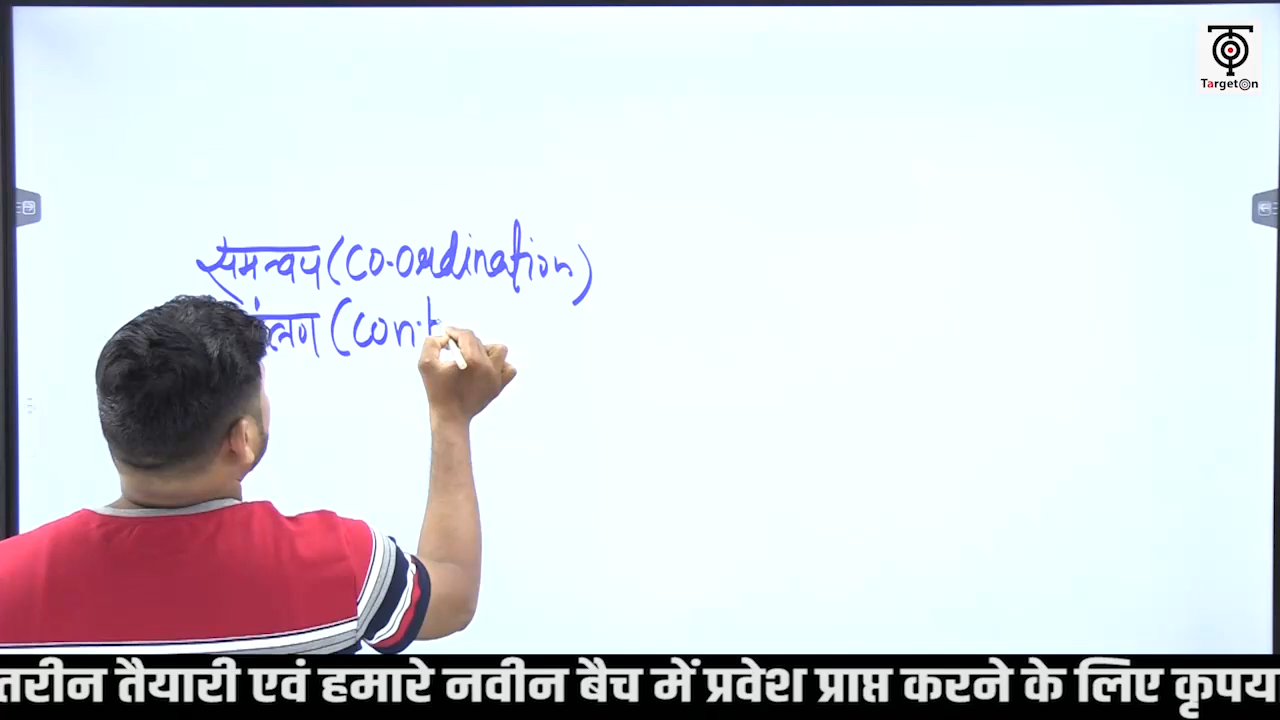 TargetOn
समन्वय (Co-ordination)
(Cont
तरीन तैयारी एवं हमारे नवीन बैच में प्रवेश प्राप्त करने के लिए कृपय